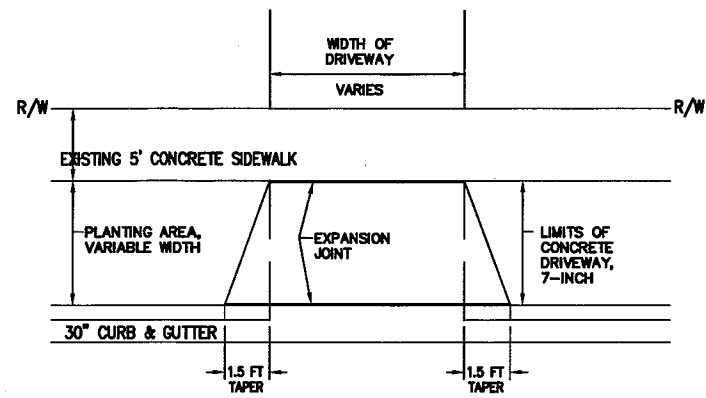 WIDTH OF
DRIVEWAY
VARIES
R/W
R/W
EXISTING 5' CONCRETE SIDEWALK
PLANTING AREA,
VARIABLE WIDTH
EXPANSION
JOINT
LIMITS OF
CONCRETE
DRIVEWAY,
7-INCH
30" CURB & GUTTER
1.5 FT
TAPER
1.5 FT
TAPER